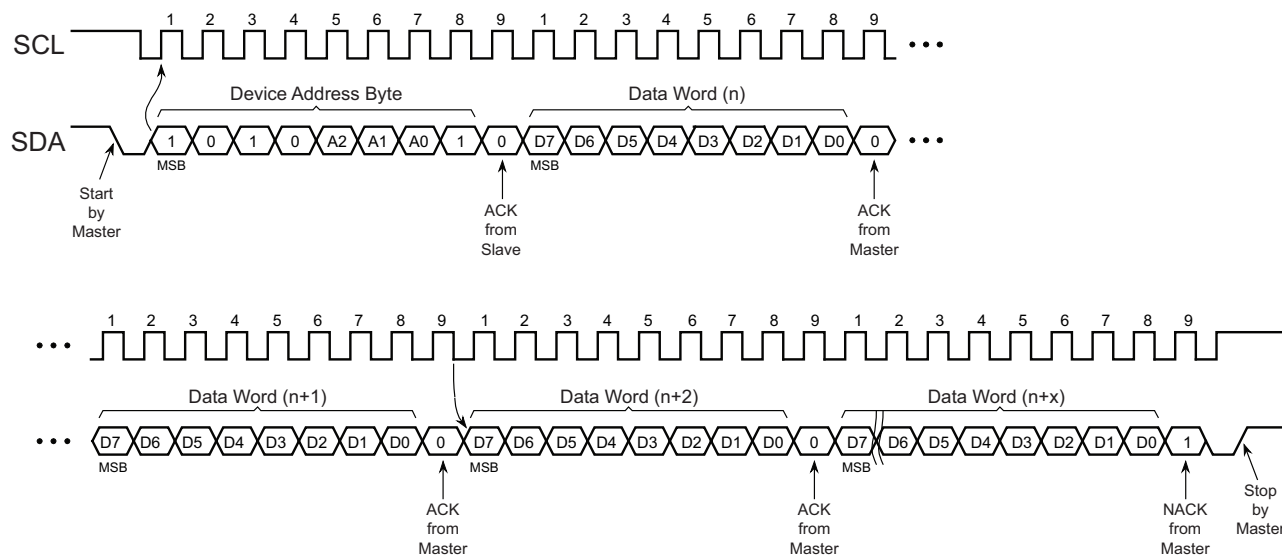 1 2 3 4 5 6 7 8 9 1 2 3 4 5 6 7 8 9
SCL
Device Address Byte Data Word (n)
SDA
1 0 1 0 A2 A1 A0 1 0 D7 D6 D5 D4 D3 D2 D1 D0 0
MSB MSB
Start
by
Master
ACK
from
Slave
ACK
from
Master
1 2 3 4 5 6 7 8 9 1 2 3 4 5 6 7 8 9 1 2 3 4 5 6 7 8 9
Data Word (n+1) Data Word (n+2) Data Word (n+x)
D7 D6 D5 D4 D3 D2 D1 D0 0 D7 D6 D5 D4 D3 D2 D1 D0 0 D7 D6 D5 D4 D3 D2 D1 D0 1
MSB MSB MSB
ACK
from
Master
ACK
from
Master
NACK
from
Master
Stop
by
Master